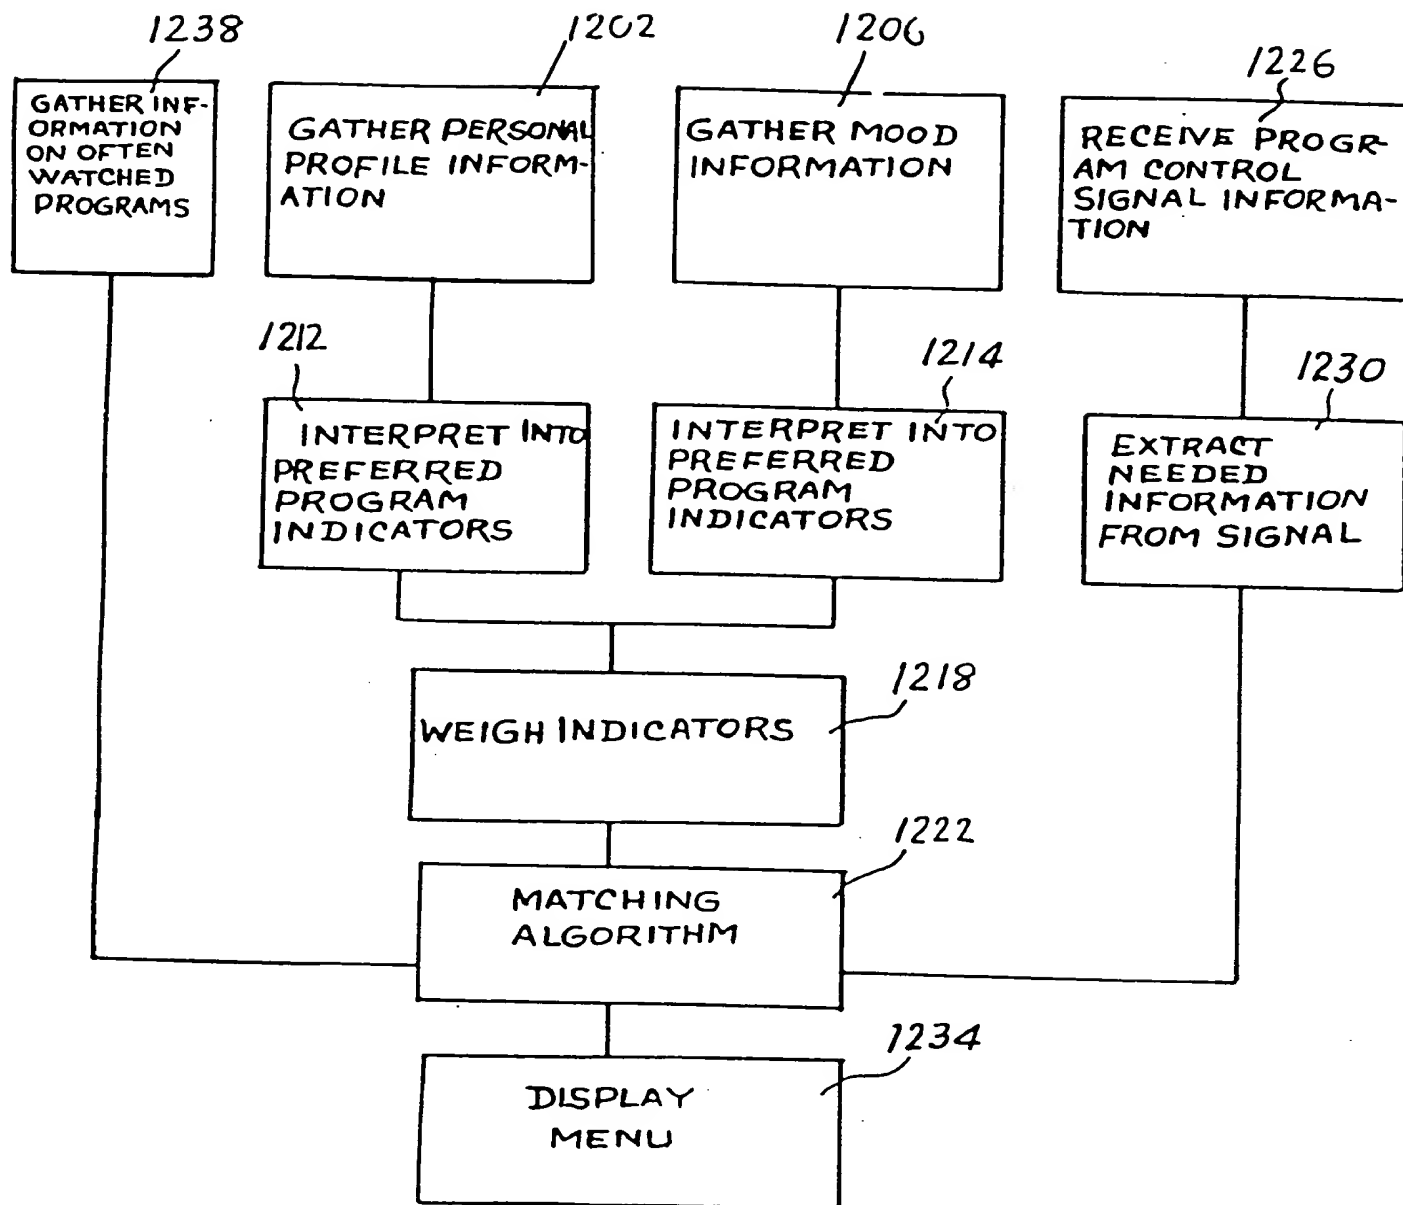 1238
1202
1206
1226
GATHER INF-
ORMATION
ON OFTEN
WATCHED
PROGRAMS
GATHER PERSONAL
PROFILE INFORM-
ATION
GATHER MOOD
INFORMATION
RECEIVE PROGR-
AM CONTROL
SIGNAL INFORMA-
TION
1212
1214
1230
INTERPRET INTO
PREFERRED
PROGRAM
INDICATORS
INTERPRET INTO
PREFERRED
PROGRAM
INDICATORS
EXTRACT
NEEDED
INFORMATION
FROM SIGNAL
1218
WEIGH INDICATORS
1222
MATCHING
ALGORITHM
1234
DISPLAY
MENU